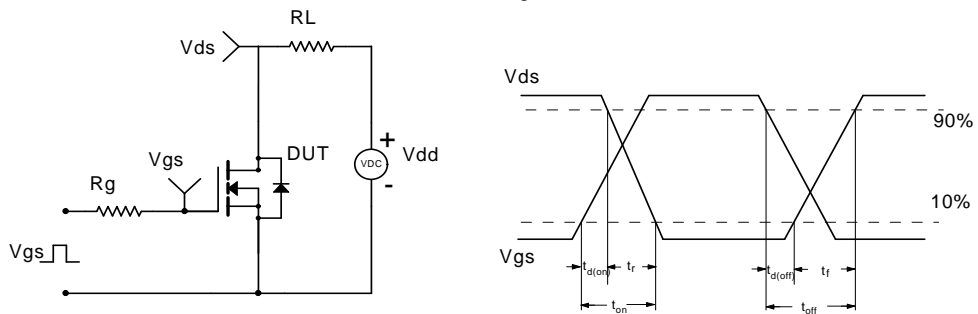 RL
Vds
Vgs
DUT
VDC
+
-
Vdd
Rg
Vgs
Vds
90%
10%
Vgs
td(on)
tr
ton
td(off)
tf
toff